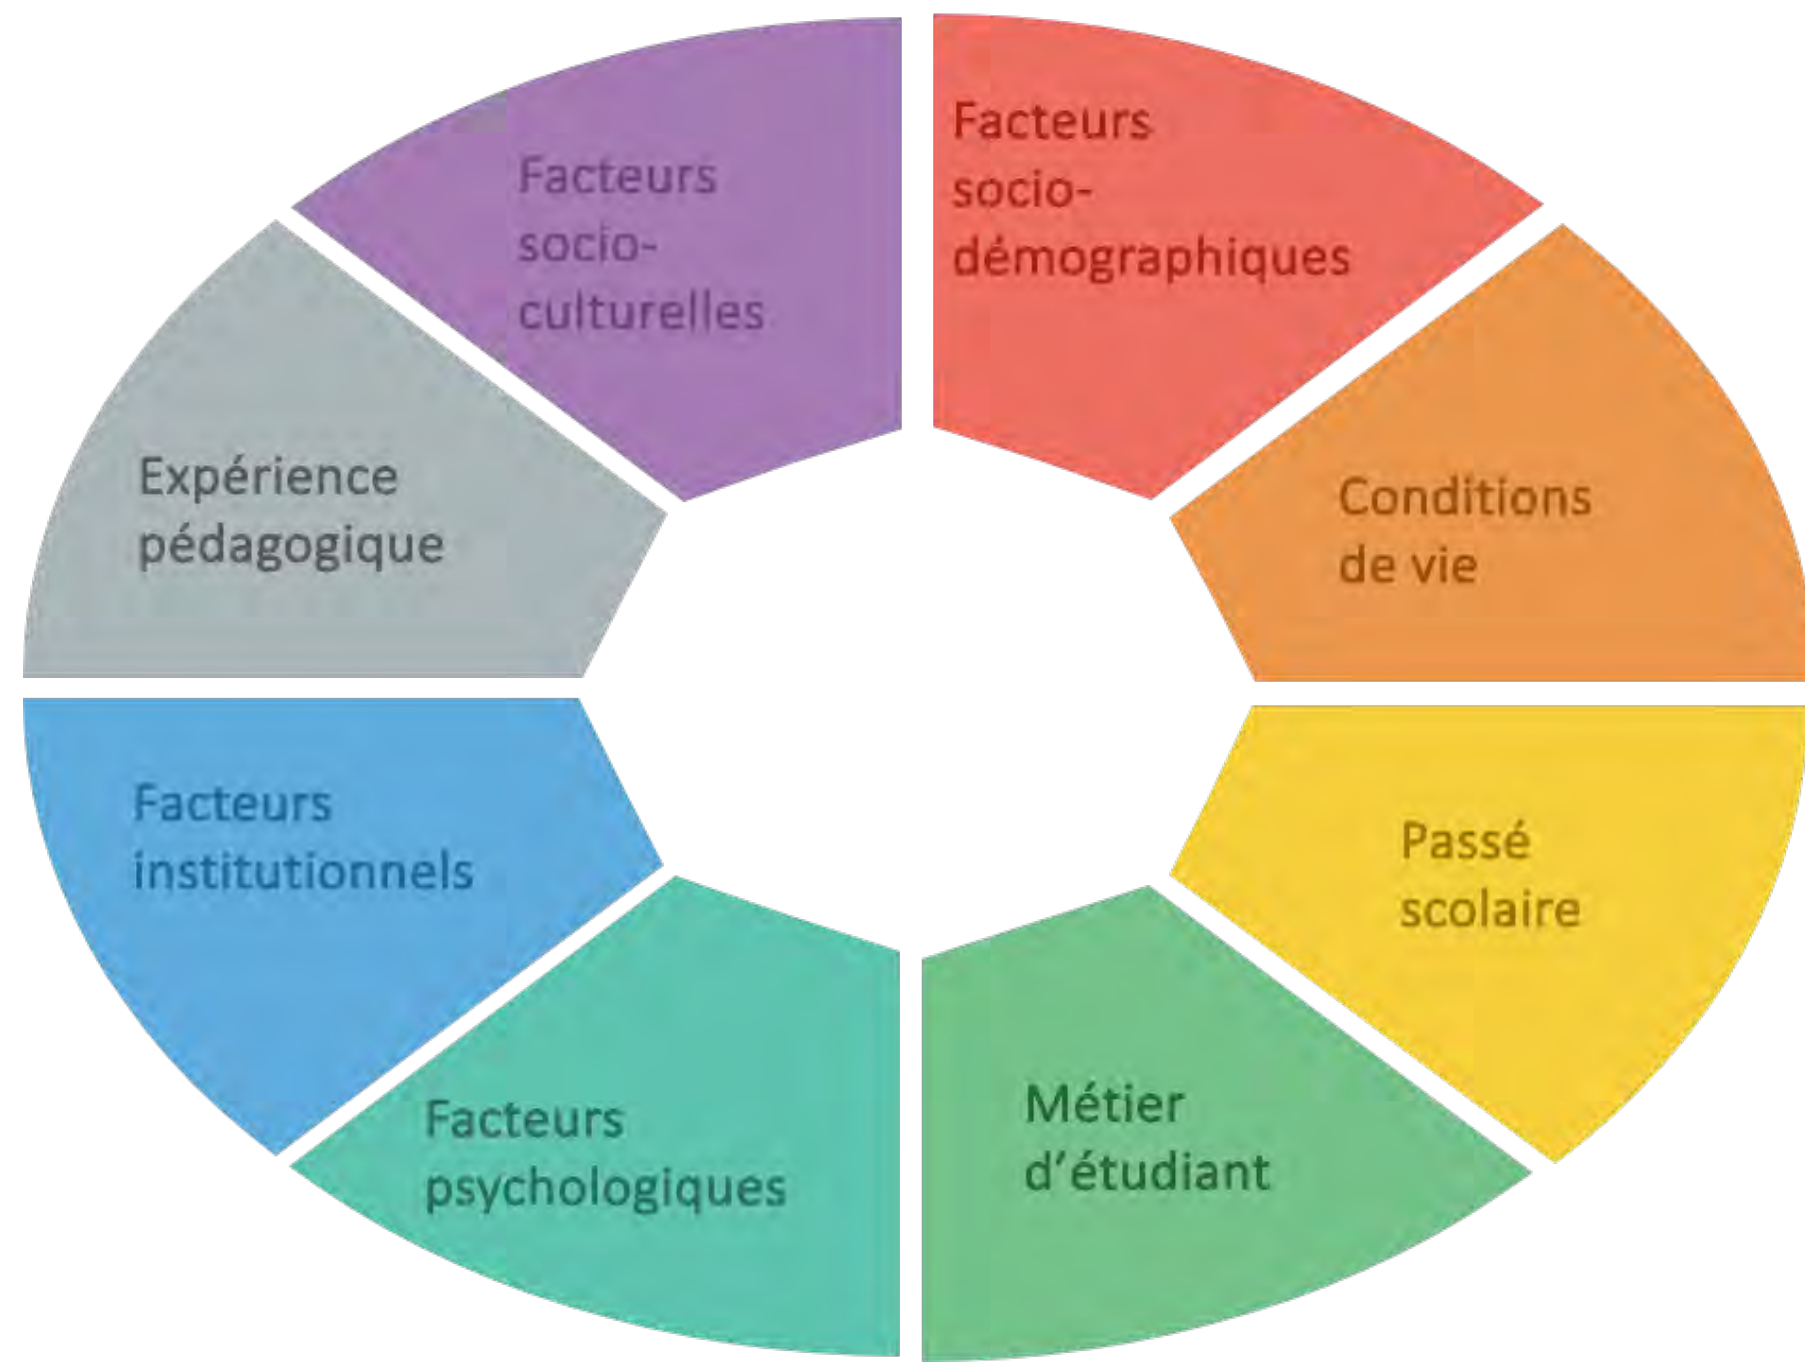 Facteurs
socio-
culturelles
Facteurs
socio-
démographiques
Expérience
pédagogique
Conditions
de vie
Facteurs
institutionnels
Passé
scolaire
Facteurs
psychologiques
Métier
d’étudiant